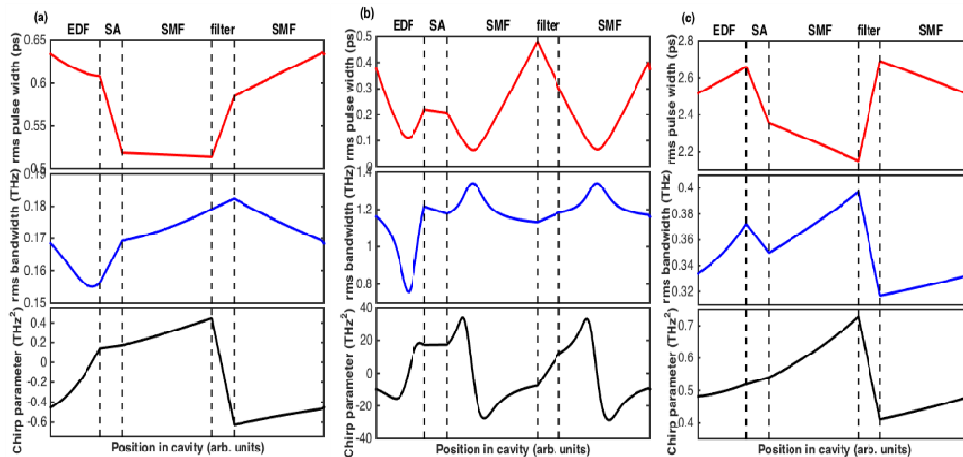 (a)
EDF SA SMF filter SMF
rms pulse width (ps)
0.65
0.6
0.55
0.5
rms bandwidth (THz)
0.18
0.17
0.16
0.15
Chirp parameter (THz²)
0.4
0.2
0
-0.2
-0.4
-0.6
Position in cavity (arb. units)
(b)
EDF SA SMF filter SMF
rms pulse width (ps)
0.5
0.4
0.3
0.2
0.1
0
rms bandwidth (THz)
1.4
1.2
1
0.8
Chirp parameter (THz²)
40
20
0
-20
-40
Position in cavity (arb. units)
(c)
EDF SA SMF filter SMF
rms pulse width (ps)
2.8
2.6
2.4
2.2
rms bandwidth (THz)
0.4
0.38
0.36
0.34
0.32
Chirp parameter (THz²)
0.7
0.6
0.5
0.4
Position in cavity (arb. units)